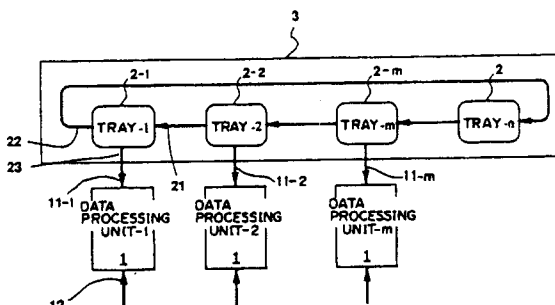 3
2-1 2-2 2-m 2
TRAY-1 TRAY-2 TRAY-m TRAY-n
22
23 21
11-1 11-2 11-m
DATA PROCESSING UNIT-1 1
DATA PROCESSING UNIT-2 1
DATA PROCESSING UNIT-m 1